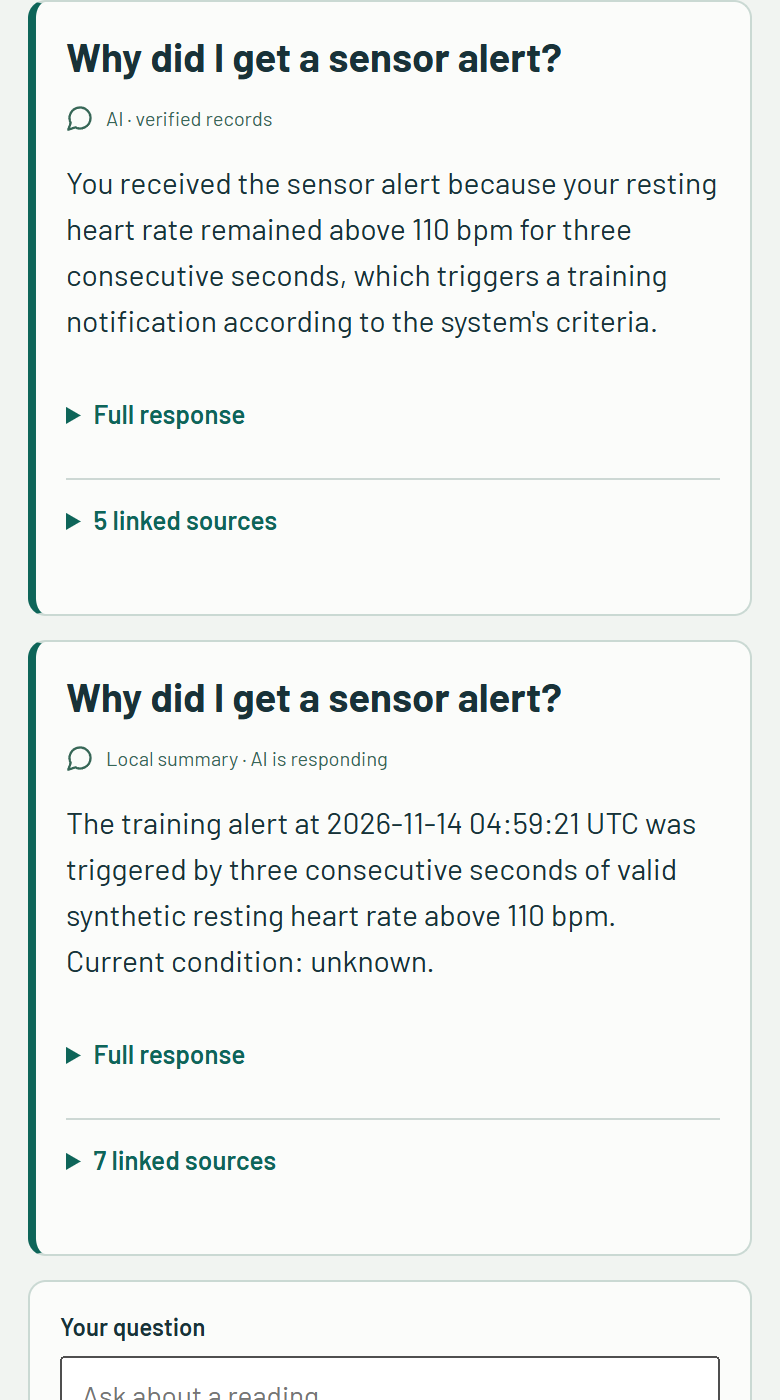 Why did I get a sensor alert?
AI · verified records
You received the sensor alert because your resting
heart rate remained above 110 bpm for three
consecutive seconds, which triggers a training
notification according to the system's criteria.
Full response
5 linked sources
Why did I get a sensor alert?
Local summary · AI is responding
The training alert at 2026-11-14 04:59:21 UTC was
triggered by three consecutive seconds of valid
synthetic resting heart rate above 110 bpm.
Current condition: unknown.
Full response
7 linked sources
Your question
Ask about a reading